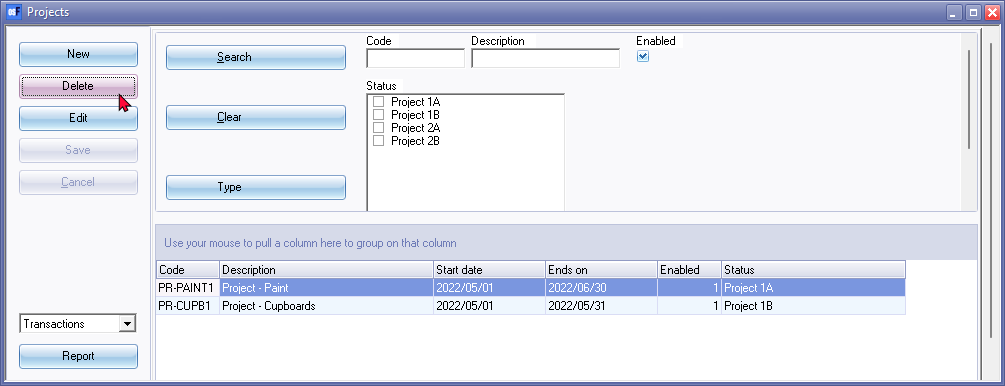 Projects
New
Delete
Edit
Save
Cancel
Transactions
Report
Search
Clear
Type
Code Description Enabled
Status
Project 1A
Project 1B
Project 2A
Project 2B
Use your mouse to pull a column here to group on that column
Code Description Start date Ends on Enabled Status
PR-PAINT1 Project - Paint 2022/05/01 2022/06/30 1 Project 1A
PR-CUPB1 Project - Cupboards 2022/05/01 2022/05/31 1 Project 1B